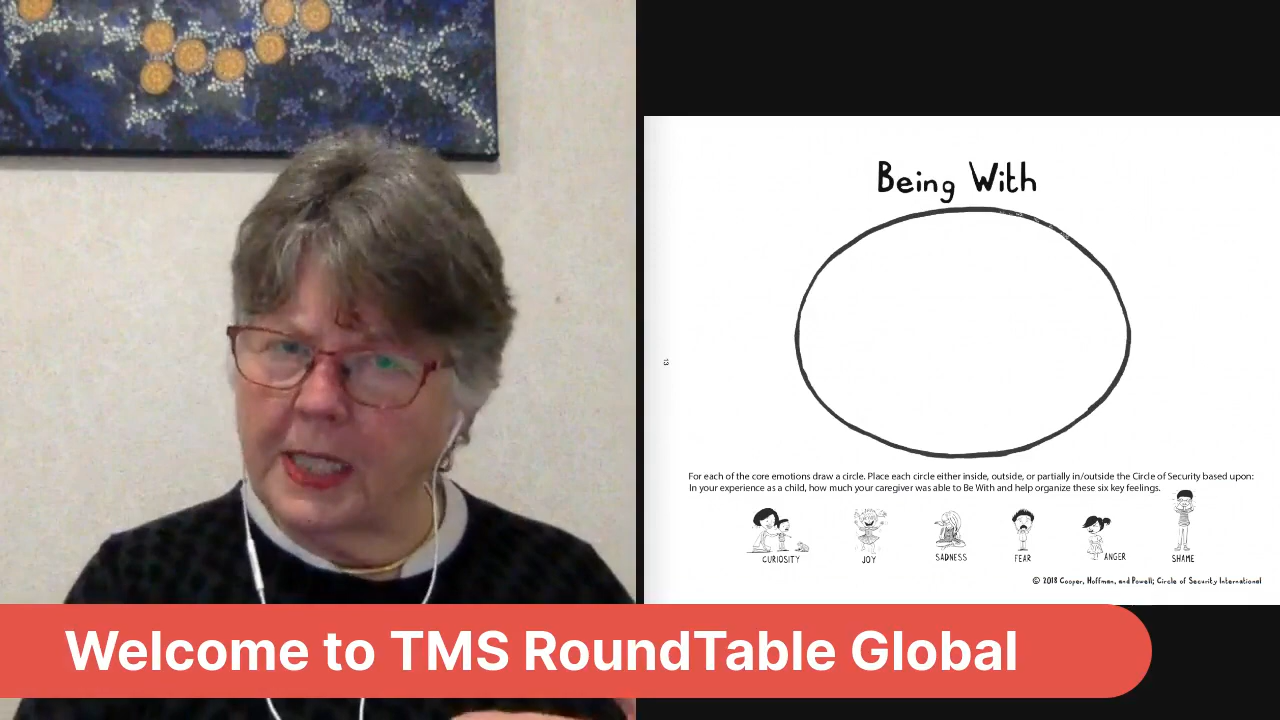 Being With
13
For each of the core emotions draw a circle. Place each circle either inside, outside, or partially in/outside the Circle of Security based upon:
In your experience as a child, how much your caregiver was able to Be With and help organize these six key feelings.
CURIOSITY
JOY
SADNESS
FEAR
ANGER
SHAME
© 2018 Cooper, Hoffman, and Powell; Circle of Security International
Welcome to TMS RoundTable Global